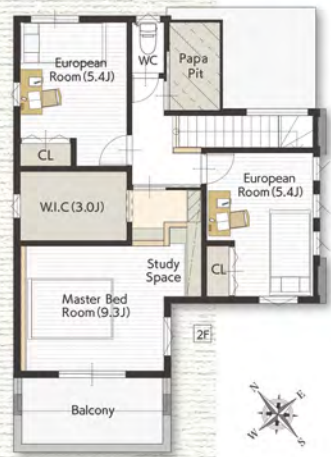 European
Room (5.4J)
WC
Papa
Pit
CL
European
Room (5.4J)
W.I.C (3.0J)
Study
Space
CL
Master Bed
Room (9.3J)
2F
Balcony
N
E
W
S